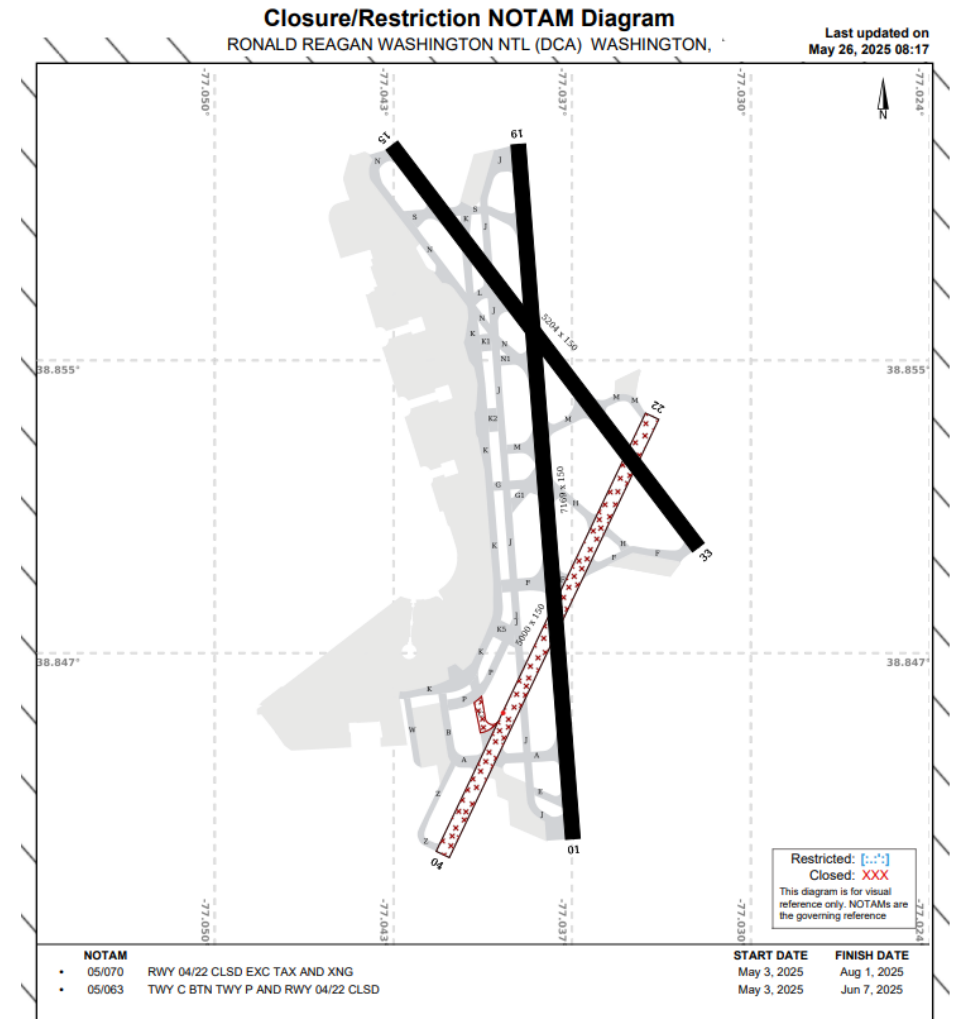 Closure/Restriction NOTAM Diagram
RONALD REAGAN WASHINGTON NTL (DCA) WASHINGTON,
Last updated on
May 26, 2025 08:17
-77.050°
-77.043°
-77.037°
-77.030°
-77.024°
N
15
19
N
J
S
S
K
J
N
L
J
N
K
K1
N
N1
5204 x 150
38.855°
38.855°
J
M
M
22
K2
M
K
M
G
G1
7169 x 150
H
K
J
H
F
F
33
F
J
J
K5
5000 x 150
K
38.847°
38.847°
P
K
P
W
B
J
A
A
Z
E
J
Z
04
01
-77.050°
-77.043°
-77.037°
-77.030°
-77.024°
Restricted: [:..:':]
Closed: XXX
This diagram is for visual
reference only. NOTAMs are
the governing reference
NOTAM START DATE FINISH DATE
• 05/070 RWY 04/22 CLSD EXC TAX AND XNG May 3, 2025 Aug 1, 2025
• 05/063 TWY C BTN TWY P AND RWY 04/22 CLSD May 3, 2025 Jun 7, 2025